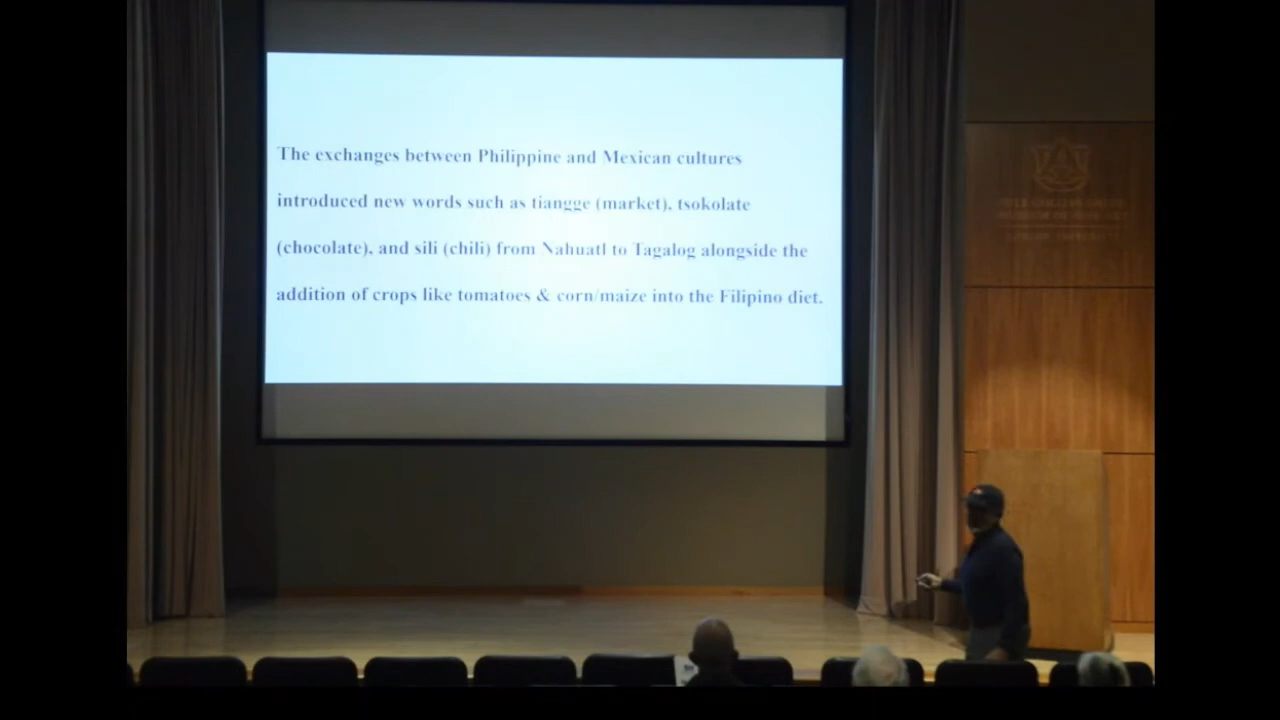 The exchanges between Philippine and Mexican cultures
introduced new words such as tiangge (market), tsokolate
(chocolate), and sili (chili) from Nahuatl to Tagalog alongside the
addition of crops like tomatoes & corn/maize into the Filipino diet.